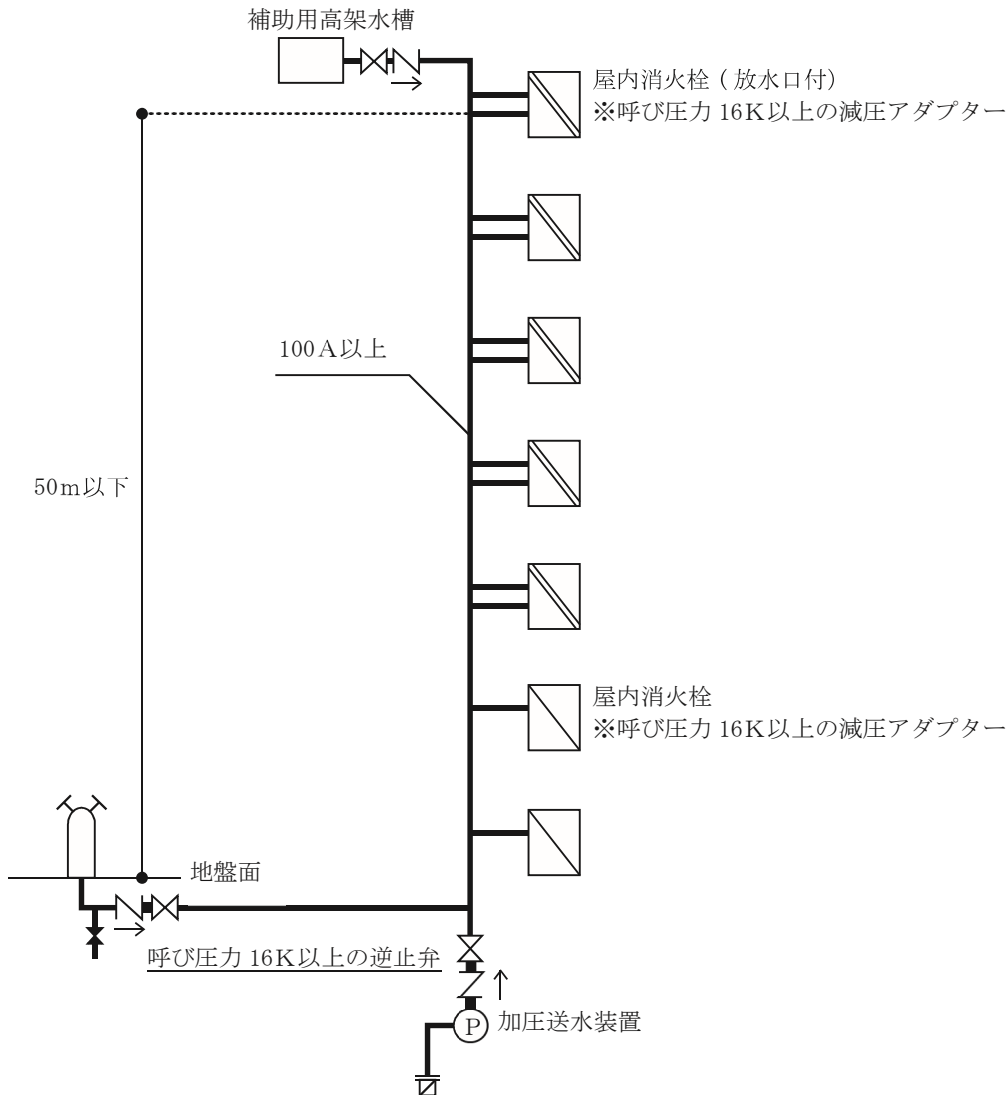 補助用高架水槽
屋内消火栓（放水口付）
※呼び圧力 16K以上の減圧アダプター
100A以上
50m以下
屋内消火栓
※呼び圧力 16K以上の減圧アダプター
地盤面
呼び圧力 16K以上の逆止弁
P
加圧送水装置